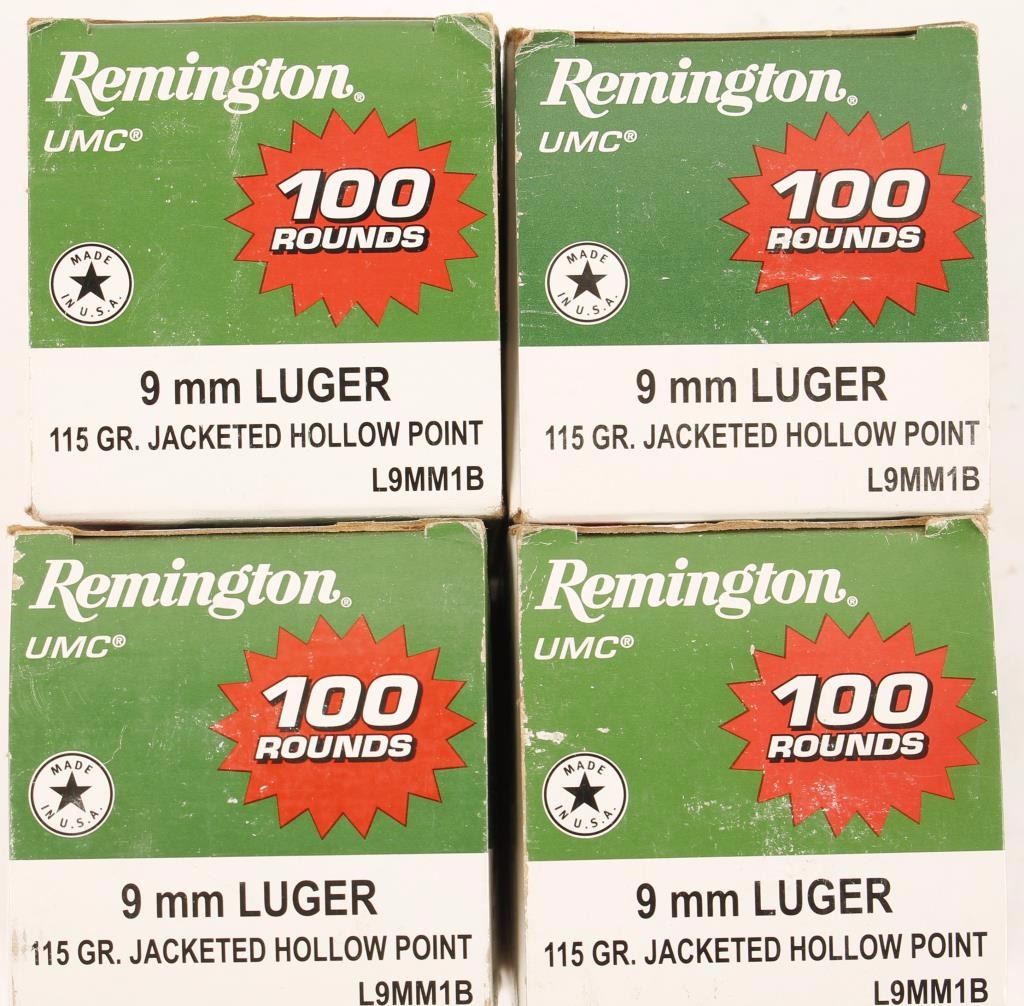 Remington®
UMC®
100
ROUNDS
MADE
IN U.S.A.
9 mm LUGER
115 GR. JACKETED HOLLOW POINT
L9MM1B
Remington®
UMC®
100
ROUNDS
MADE
IN U.S.A.
9 mm LUGER
115 GR. JACKETED HOLLOW POINT
L9MM1B
Remington®
UMC®
100
ROUNDS
MADE
IN U.S.A.
9 mm LUGER
115 GR. JACKETED HOLLOW POINT
L9MM1B
Remington®
UMC®
100
ROUNDS
MADE
IN U.S.A.
9 mm LUGER
115 GR. JACKETED HOLLOW POINT
L9MM1B